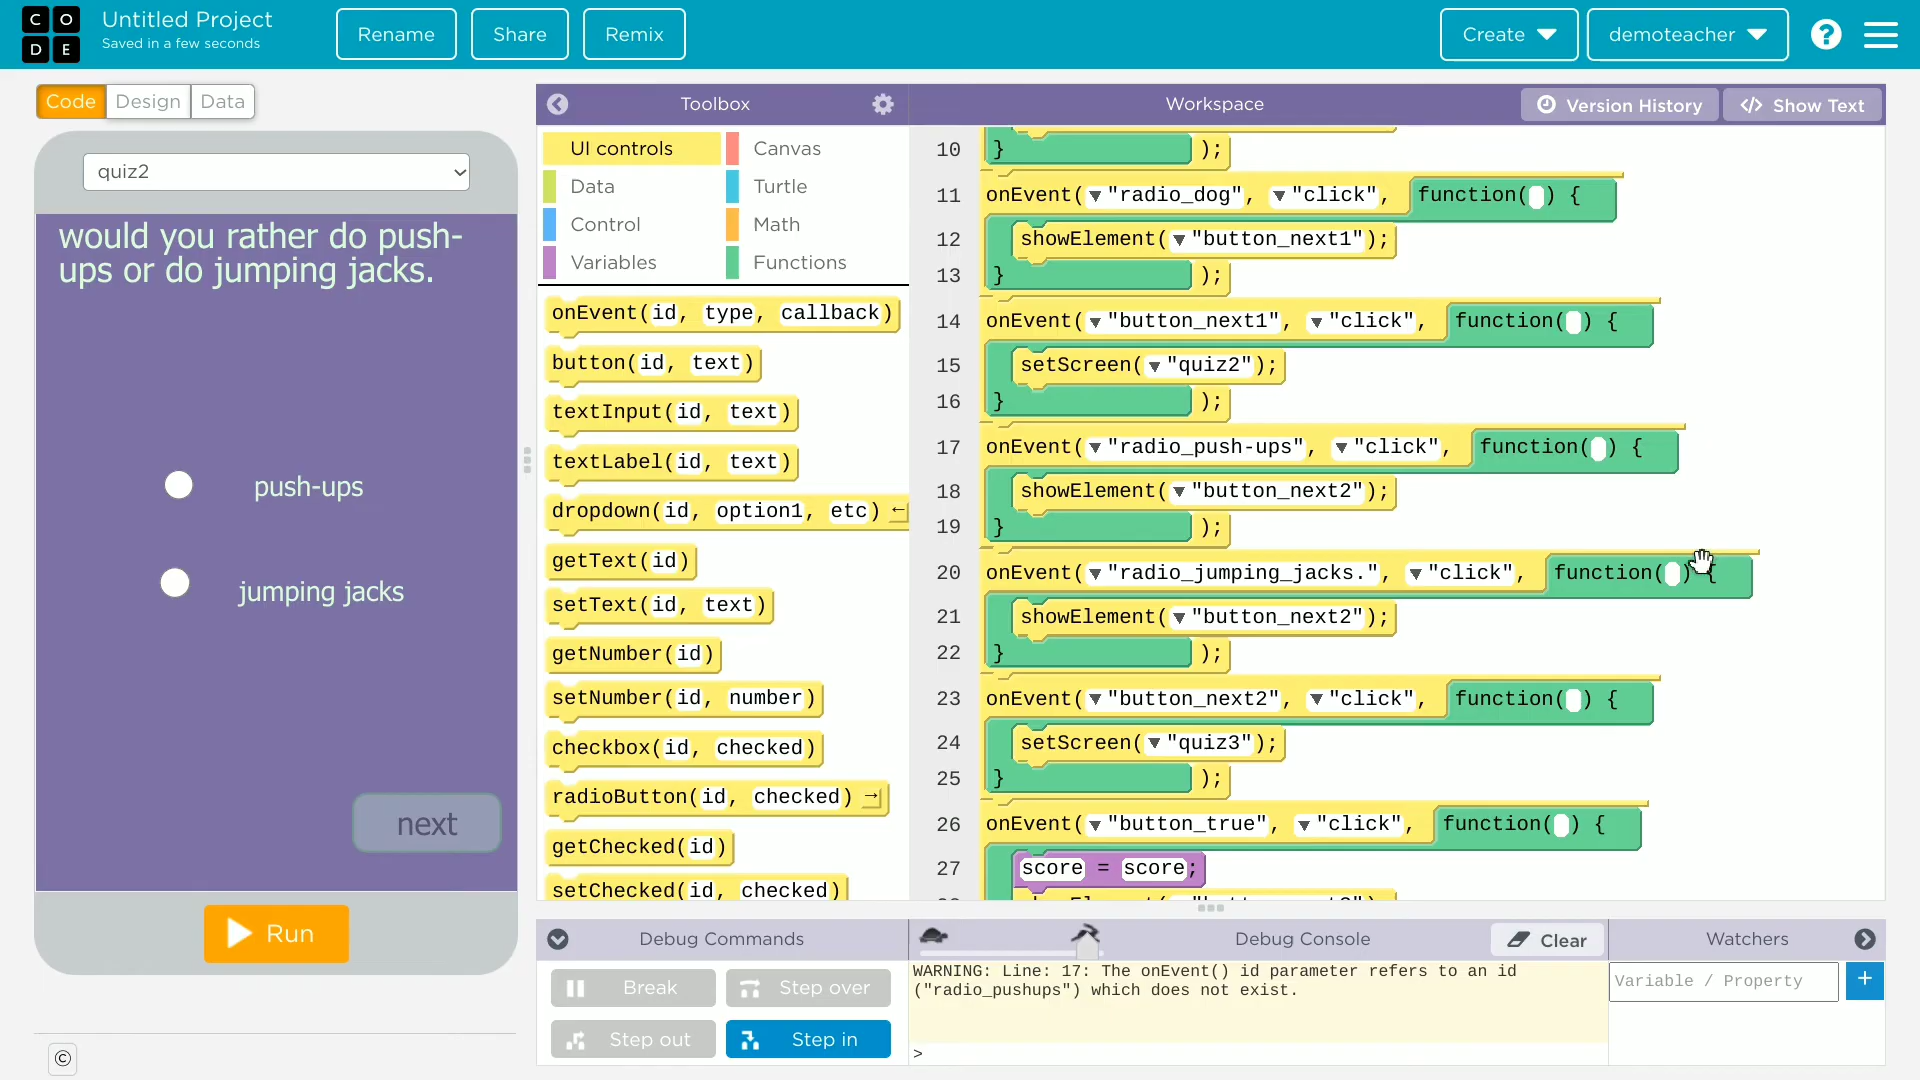 C O
D E
Untitled Project
Saved in a few seconds
Rename
Share
Remix
Create
demoteacher
?
Code
Design
Data
Toolbox
Workspace
Version History
</> Show Text
quiz2
would you rather do push-
ups or do jumping jacks.
push-ups
jumping jacks
next
Run
©
UI controls
Canvas
Data
Turtle
Control
Math
Variables
Functions
onEvent(id, type, callback)
button(id, text)
textInput(id, text)
textLabel(id, text)
dropdown(id, option1, etc) ←
getText(id)
setText(id, text)
getNumber(id)
setNumber(id, number)
checkbox(id, checked)
radioButton(id, checked) →
getChecked(id)
setChecked(id, checked)
10 } );
11 onEvent(▼"radio_dog", ▼"click", function( ) {
12 showElement(▼"button_next1");
13 } );
14 onEvent(▼"button_next1", ▼"click", function( ) {
15 setScreen(▼"quiz2");
16 } );
17 onEvent(▼"radio_push-ups", ▼"click", function( ) {
18 showElement(▼"button_next2");
19 } );
20 onEvent(▼"radio_jumping_jacks.", ▼"click", function( ) {
21 showElement(▼"button_next2");
22 } );
23 onEvent(▼"button_next2", ▼"click", function( ) {
24 setScreen(▼"quiz3");
25 } );
26 onEvent(▼"button_true", ▼"click", function( ) {
27 score = score;
Debug Commands
Debug Console
Clear
Watchers
Break
Step over
Step out
Step in
WARNING: Line: 17: The onEvent() id parameter refers to an id
("radio_pushups") which does not exist.
>
Variable / Property
+